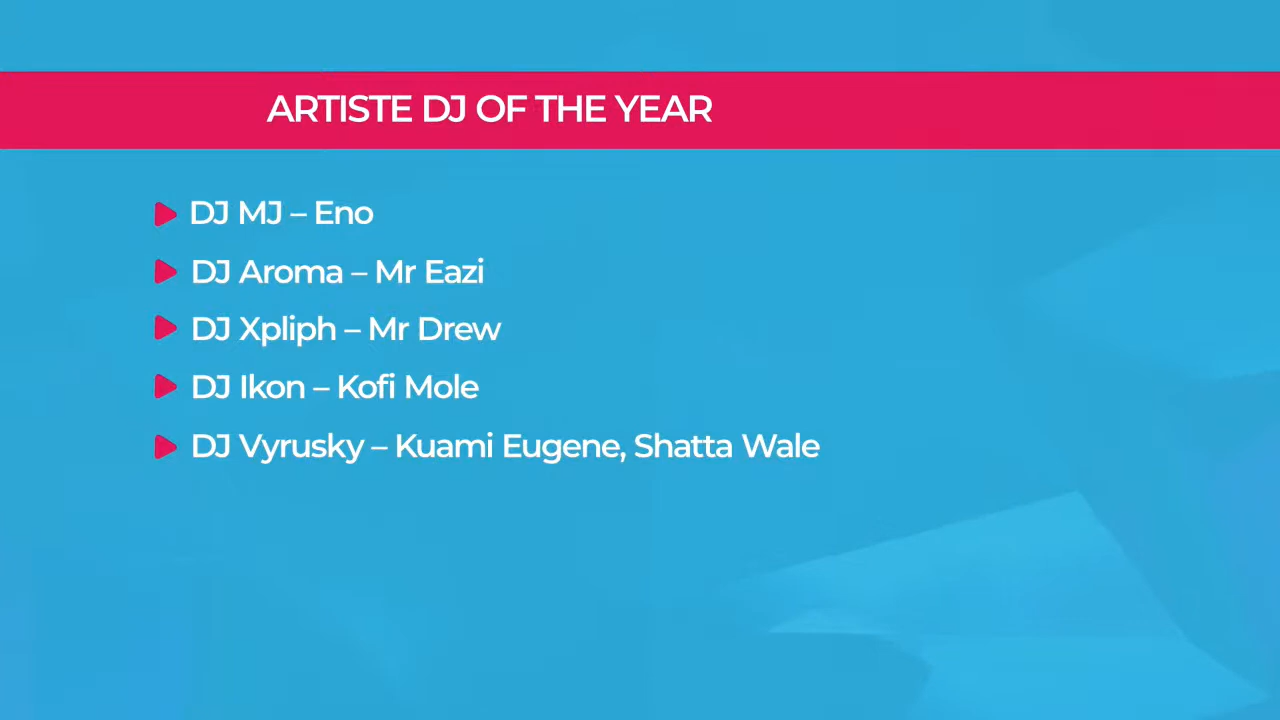 ARTISTE DJ OF THE YEAR
DJ MJ – Eno
DJ Aroma – Mr Eazi
DJ Xpliph – Mr Drew
DJ Ikon – Kofi Mole
DJ Vyrusky – Kuami Eugene, Shatta Wale